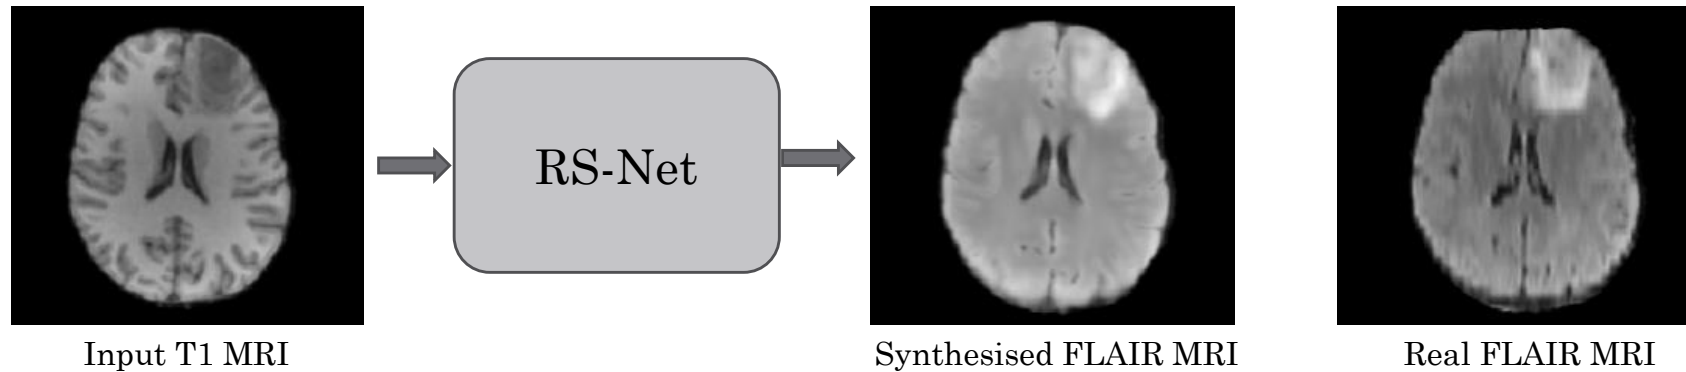 RS-Net
Input T1 MRI
Synthesised FLAIR MRI
Real FLAIR MRI